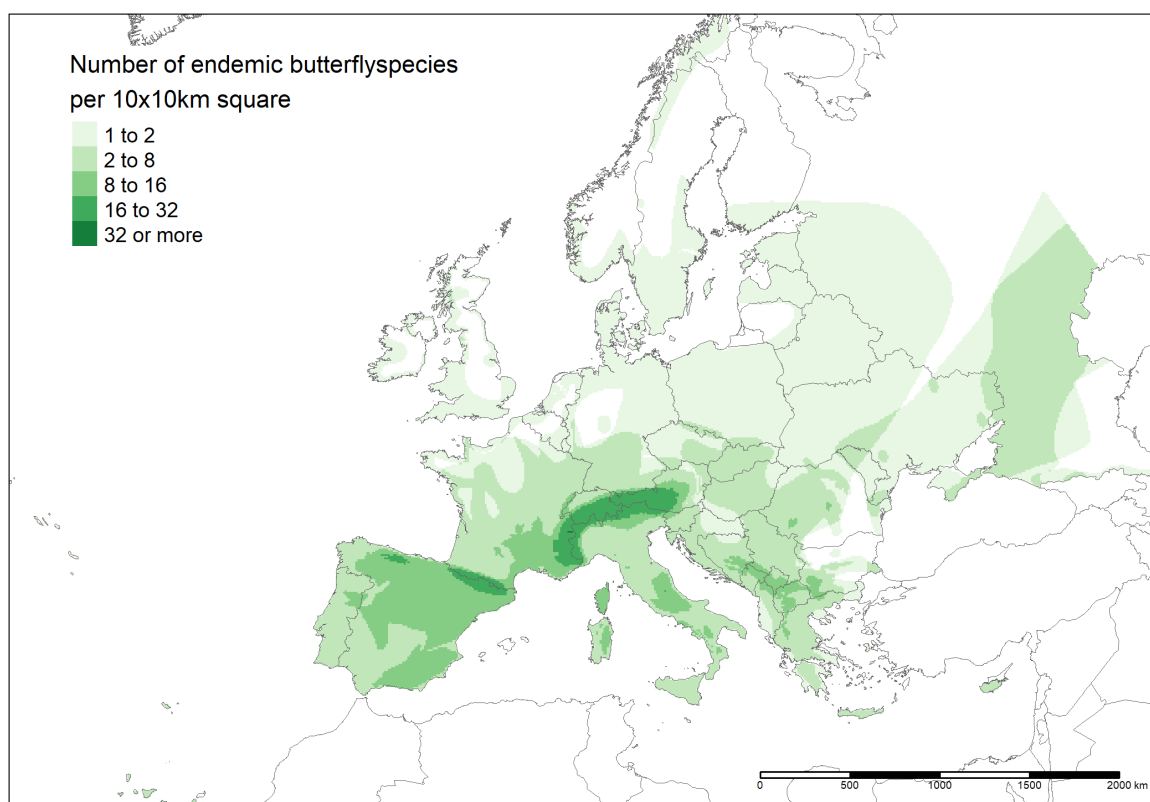 Number of endemic butterflyspecies
per 10x10km square
1 to 2
2 to 8
8 to 16
16 to 32
32 or more
0 500 1000 1500 2000 km